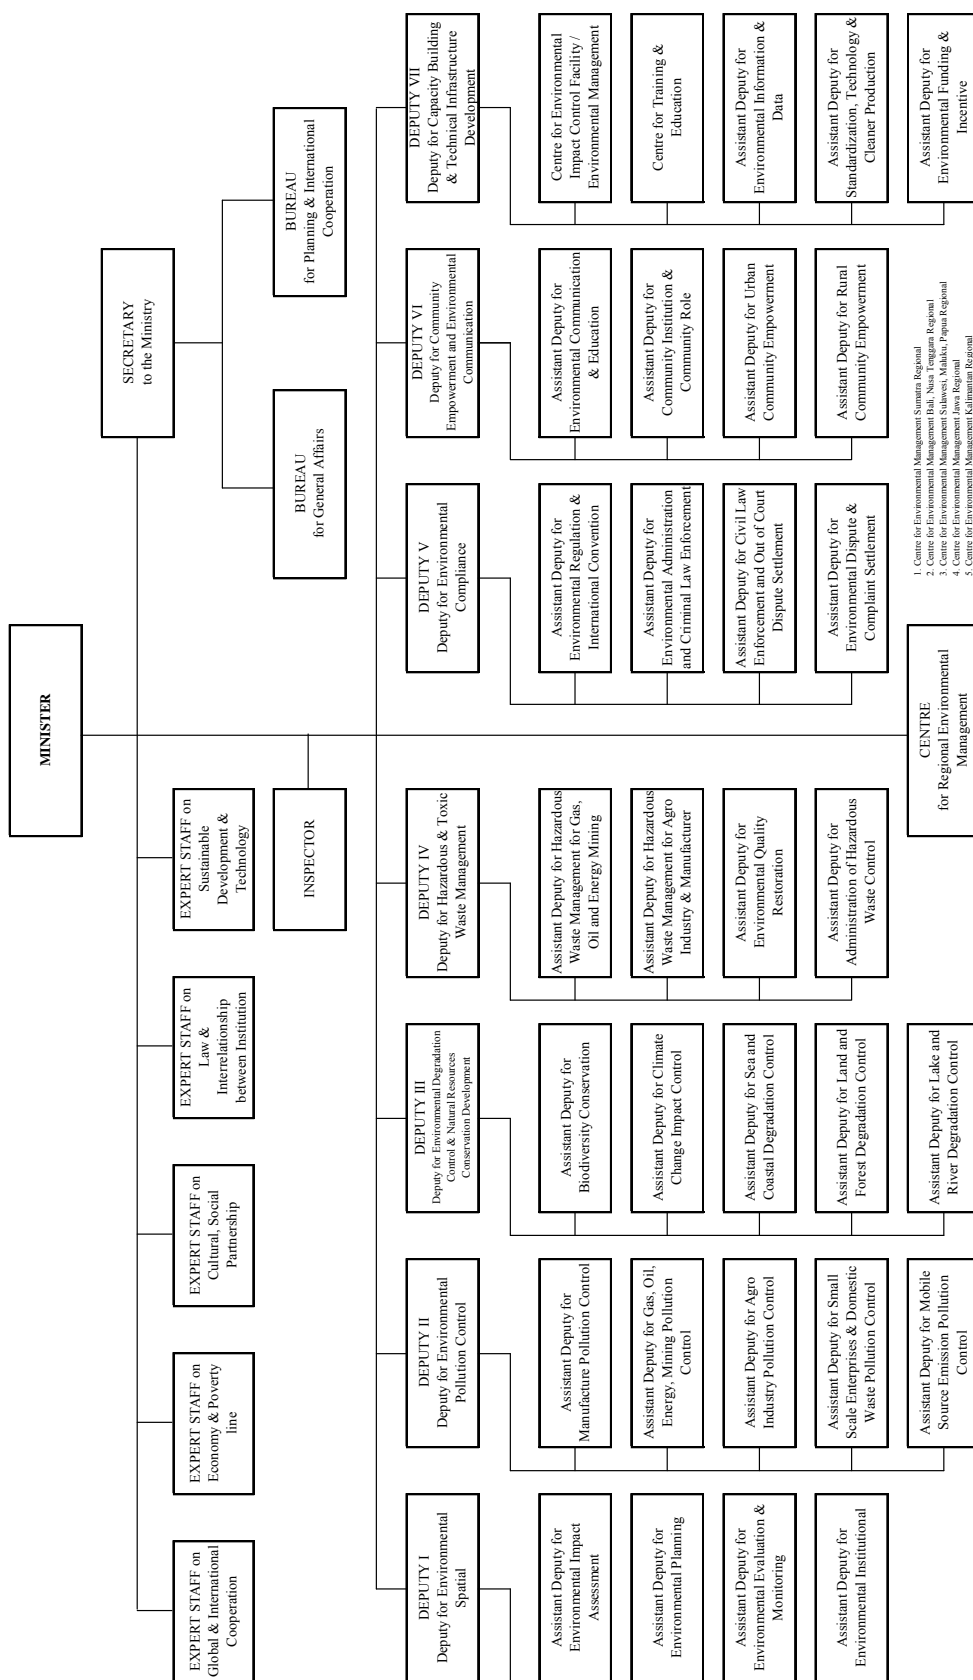 MINISTER
SECRETARY
to the Ministry
EXPERT STAFF on
Global & International
Cooperation
EXPERT STAFF on
Economy & Poverty
line
EXPERT STAFF on
Cultural, Social
Partnership
EXPERT STAFF on
Law &
Interrelationship
between Institution
EXPERT STAFF on
Sustainable
Development &
Technology
INSPECTOR
BUREAU
for General Affairs
BUREAU
for Planning & International
Cooperation
DEPUTY I
Deputy for Environmental
Spatial
DEPUTY II
Deputy for Environmental
Pollution Control
DEPUTY III
Deputy for Environmental Degradation
Control & Natural Resources
Conservation Development
DEPUTY IV
Deputy for Hazardous & Toxic
Waste Management
DEPUTY V
Deputy for Environmental
Compliance
DEPUTY VI
Deputy for Community
Empowerment and Environmental
Communication
DEPUTY VII
Deputy for Capacity Building
& Technical Infrastructure
Development
Assistant Deputy for
Environmental Impact
Assessment
Assistant Deputy for
Manufacture Pollution Control
Assistant Deputy for
Biodiversity Conservation
Assistant Deputy for Hazardous
Waste Management for Gas,
Oil and Energy Mining
Assistant Deputy for
Environmental Regulation &
International Convention
Assistant Deputy for
Environmental Communication
& Education
Centre for Environmental
Impact Control Facility /
Environmental Management
Assistant Deputy for
Environmental Planning
Assistant Deputy for Gas, Oil,
Energy, Mining Pollution
Control
Assistant Deputy for Climate
Change Impact Control
Assistant Deputy for Hazardous
Waste Management for Agro
Industry & Manufacturer
Assistant Deputy for
Environmental Administration
and Criminal Law Enforcement
Assistant Deputy for
Community Institution &
Community Role
Centre for Training &
Education
Assistant Deputy for
Environmental Evaluation &
Monitoring
Assistant Deputy for Agro
Industry Pollution Control
Assistant Deputy for Sea and
Coastal Degradation Control
Assistant Deputy for
Environmental Quality
Restoration
Assistant Deputy for Civil Law
Enforcement and Out of Court
Dispute Settlement
Assistant Deputy for Urban
Community Empowerment
Assistant Deputy for
Environmental Information &
Data
Assistant Deputy for
Environmental Institutional
Assistant Deputy for Small
Scale Enterprises & Domestic
Waste Pollution Control
Assistant Deputy for Land and
Forest Degradation Control
Assistant Deputy for
Administration of Hazardous
Waste Control
Assistant Deputy for
Environmental Dispute &
Complaint Settlement
Assistant Deputy for Rural
Community Empowerment
Assistant Deputy for
Standardization, Technology &
Cleaner Production
Assistant Deputy for Mobile
Source Emission Pollution
Control
Assistant Deputy for Lake and
River Degradation Control
CENTRE
for Regional Environmental
Management
1. Centre for Environmental Management Sumatra Regional
2. Centre for Environmental Management Bali, Nusa Tenggara Regional
3. Centre for Environmental Management Sulawesi, Maluku, Papua Regional
4. Centre for Environmental Management Jawa Regional
5. Centre for Environmental Management Kalimantan Regional
Assistant Deputy for
Environmental Funding &
Incentive